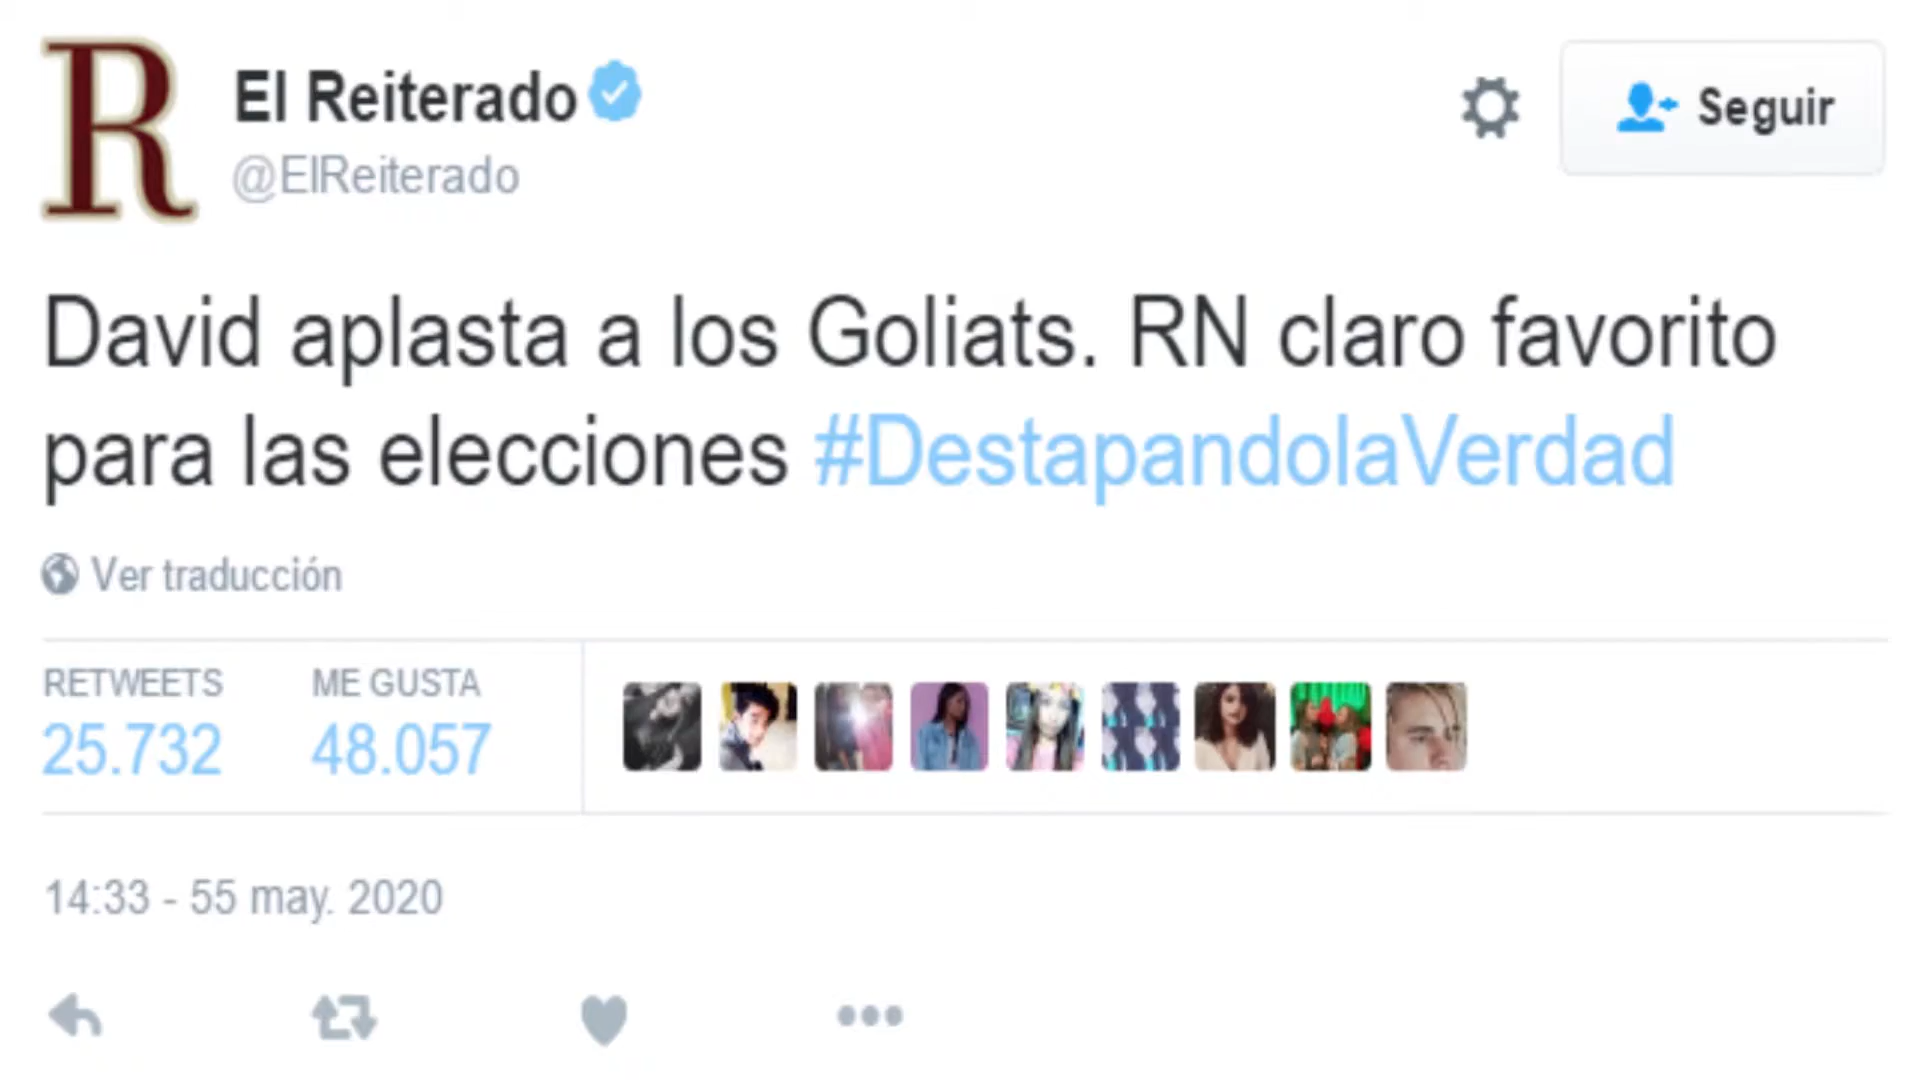 R
El Reiterado
@ElReiterado
Seguir
David aplasta a los Goliats. RN claro favorito
para las elecciones #DestapandolaVerdad
Ver traducción
RETWEETS ME GUSTA
25.732 48.057
14:33 - 55 may. 2020